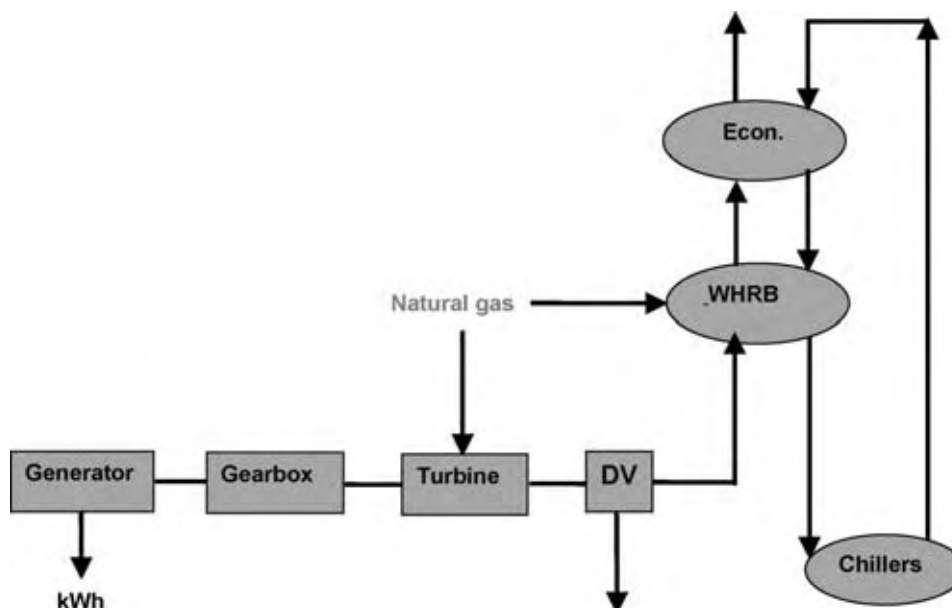 Econ.
WHRB
Natural gas
Generator
Gearbox
Turbine
DV
Chillers
kWh